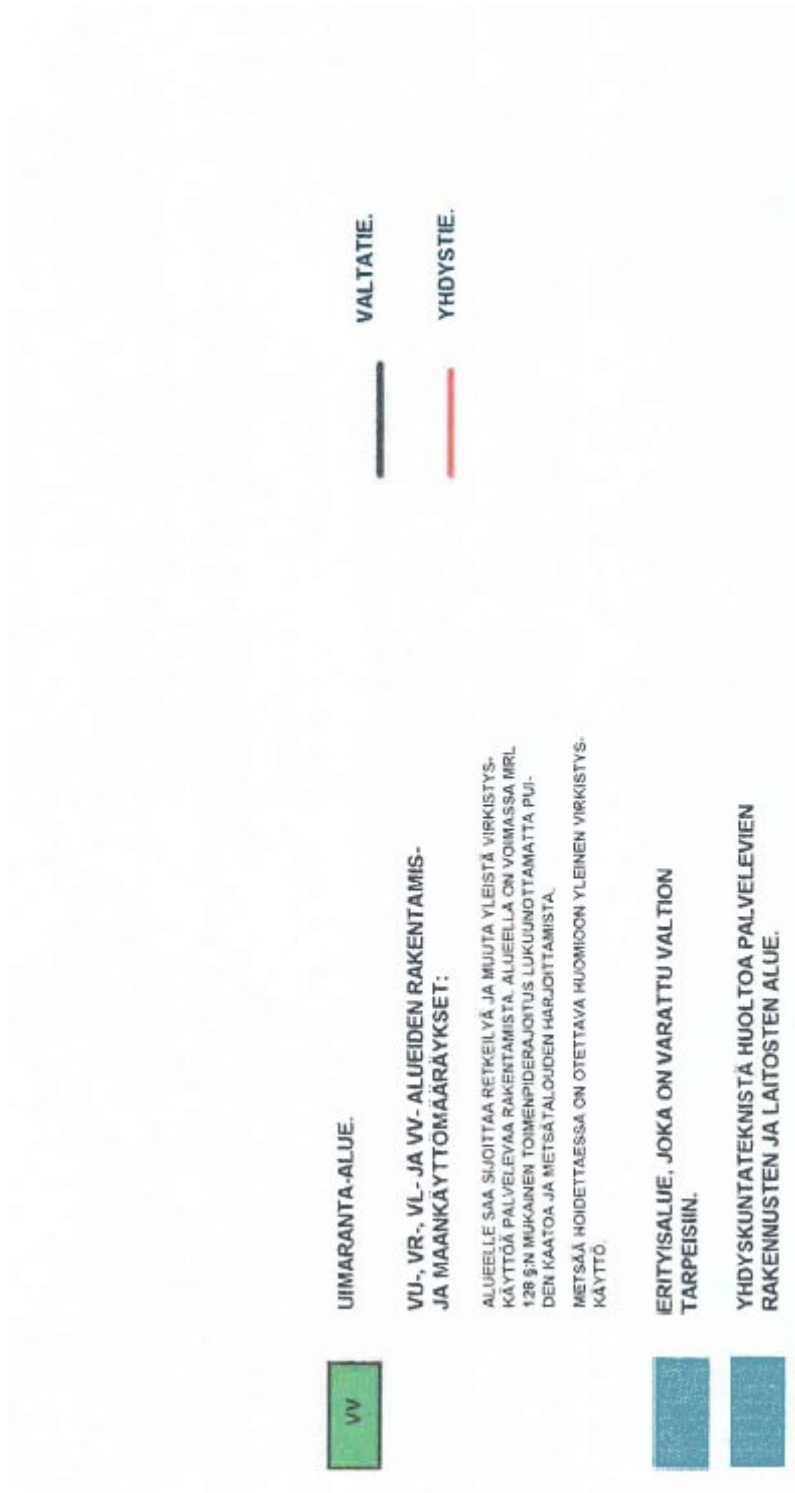 VV
UIMARANTA-ALUE.
VU-, VR-, VL- JA VV- ALUEIDEN RAKENTAMIS-
JA MAANKÄYTTÖMÄÄRÄYKSET:
ALUEELLE SAA SIJOITTAA RETKEILYÄ JA MUUTA YLEISTÄ VIRKISTYS-
KÄYTTÖÄ PALVELEVAA RAKENTAMISTA. ALUEELLA ON VOIMASSA MRL
128 §:N MUKAINEN TOIMENPIDERAJOITUS LUKUUNOTTAMATTA PUI-
DEN KAATOA JA METSÄTALOUDEN HARJOITTAMISTA.
METSÄÄ HOIDETTAESSA ON OTETTAVA HUOMIOON YLEINEN VIRKISTYS-
KÄYTTÖ.
ERITYISALUE, JOKA ON VARATTU VALTION
TARPEISIIN.
YHDYSKUNTATEKNISTÄ HUOLTOA PALVELEVIEN
RAKENNUSTEN JA LAITOSTEN ALUE.
VALTATIE.
YHDYSTIE.